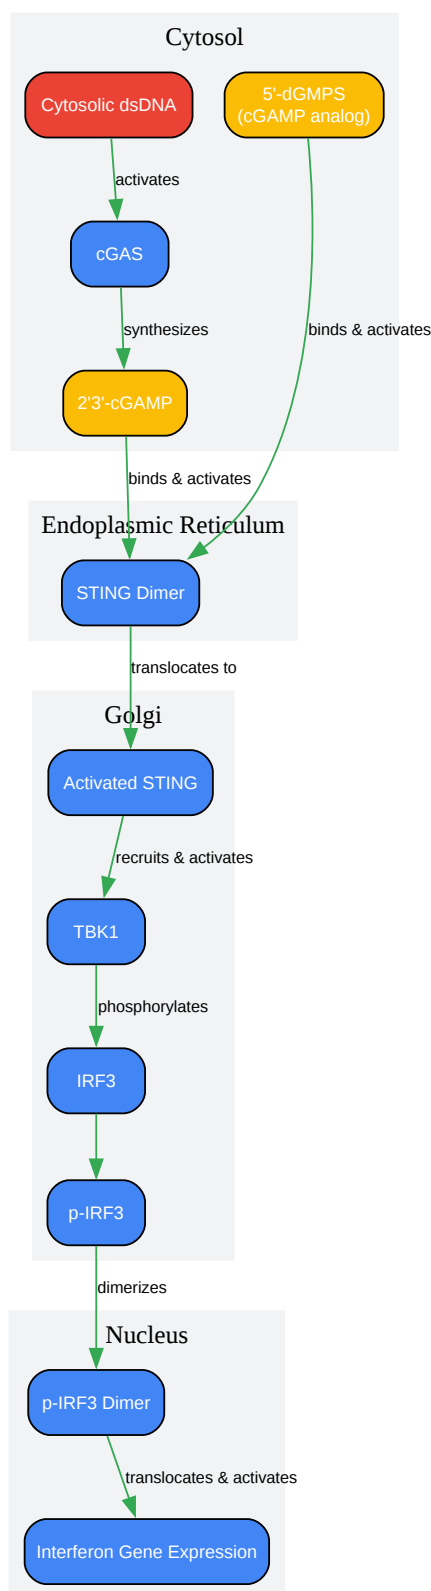 Cytosol
Cytosolic dsDNA
5'-dGMPS
(cGAMP analog)
activates
cGAS
synthesizes
binds & activates
2'3'-cGAMP
binds & activates
Endoplasmic Reticulum
STING Dimer
translocates to
Golgi
Activated STING
recruits & activates
TBK1
phosphorylates
IRF3
p-IRF3
dimerizes
Nucleus
p-IRF3 Dimer
translocates & activates
Interferon Gene Expression